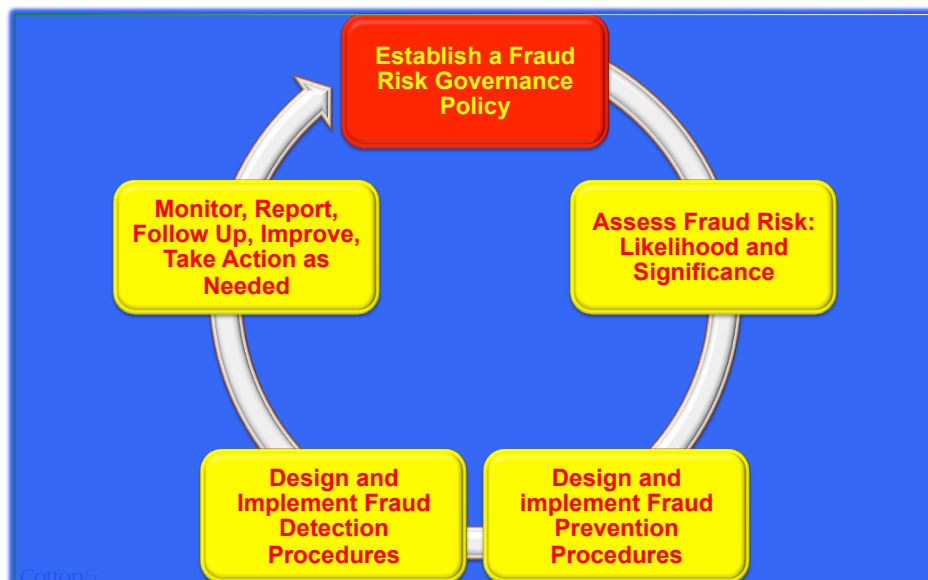 Establish a Fraud
Risk Governance
Policy
Monitor, Report,
Follow Up, Improve,
Take Action as
Needed
Assess Fraud Risk:
Likelihood and
Significance
Design and
Implement Fraud
Detection
Procedures
Design and
implement Fraud
Prevention
Procedures
Cotton&